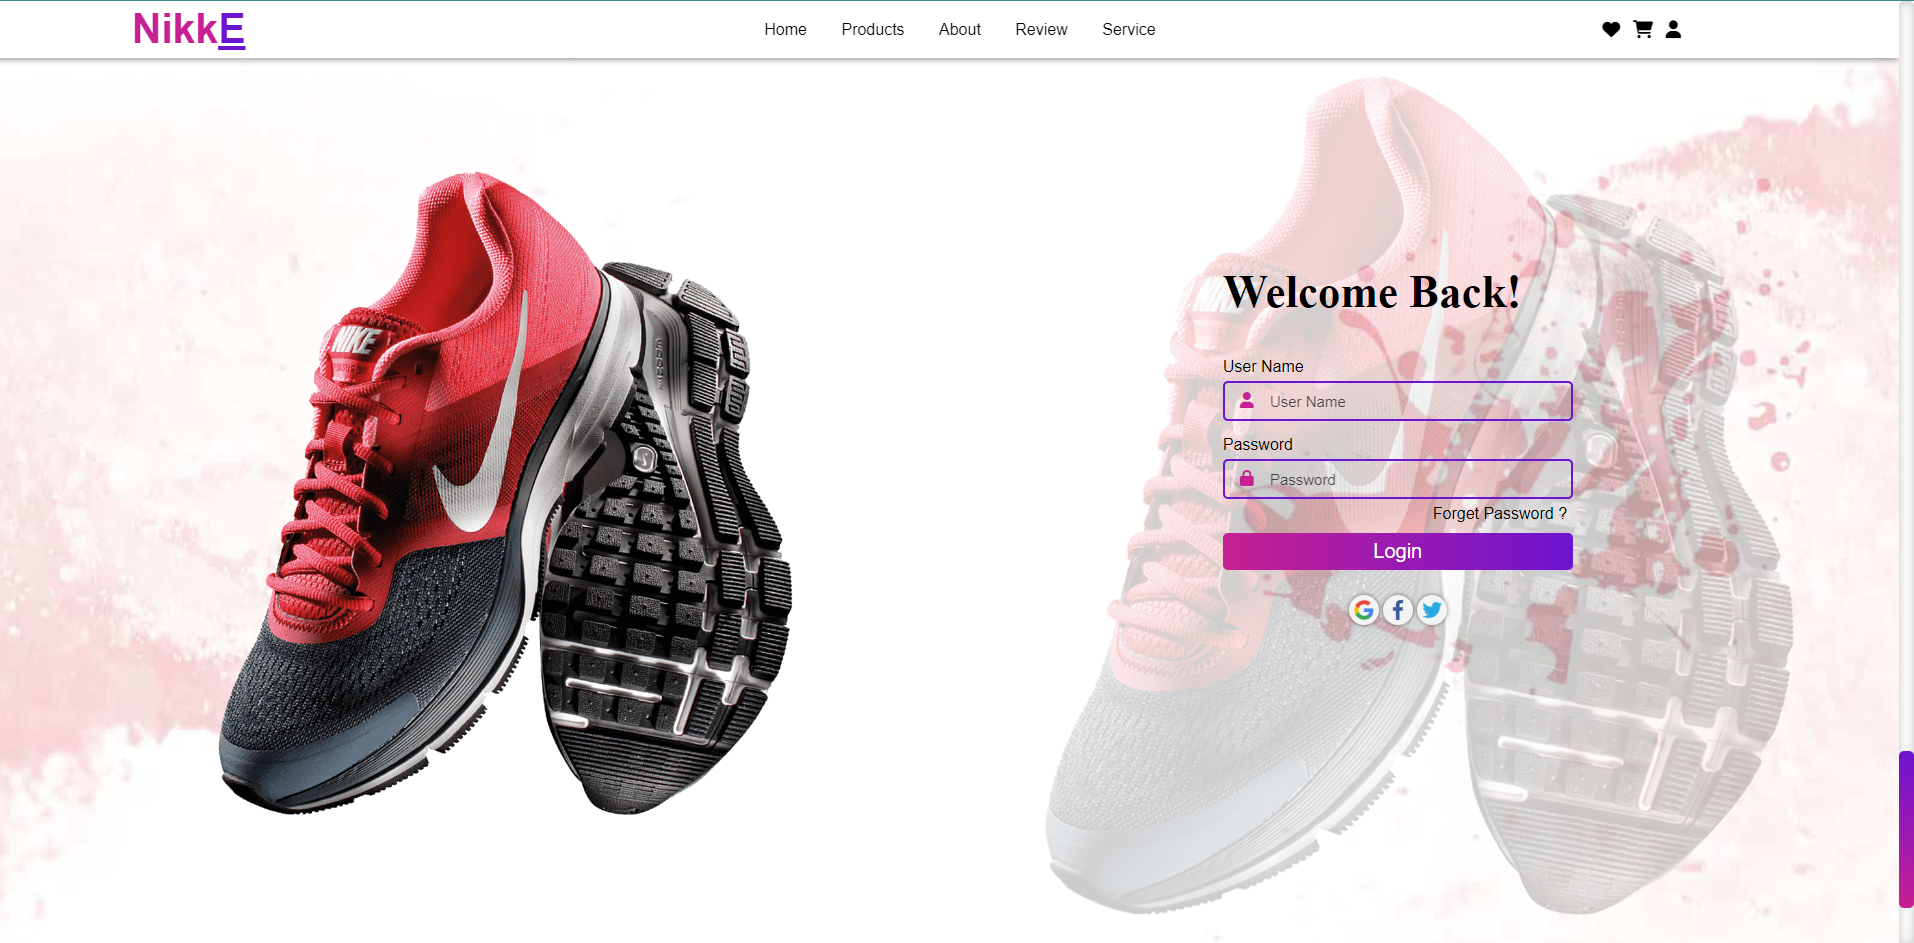 NikkE
Home Products About Review Service
NIKE
Welcome Back!
User Name
User Name
Password
Password
Forget Password ?
Login